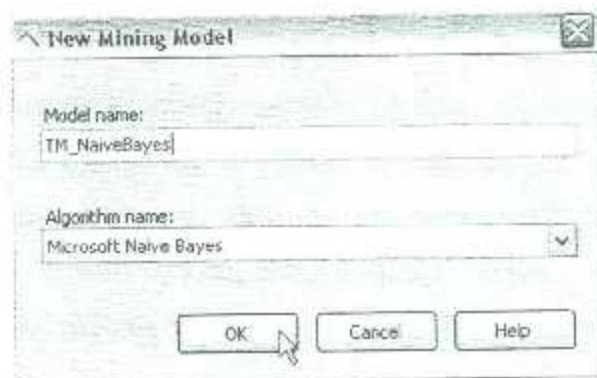 New Mining Model
Model name:
TM_NaiveBayes
Algorithm name:
Microsoft Naive Bayes
OK Cancel Help